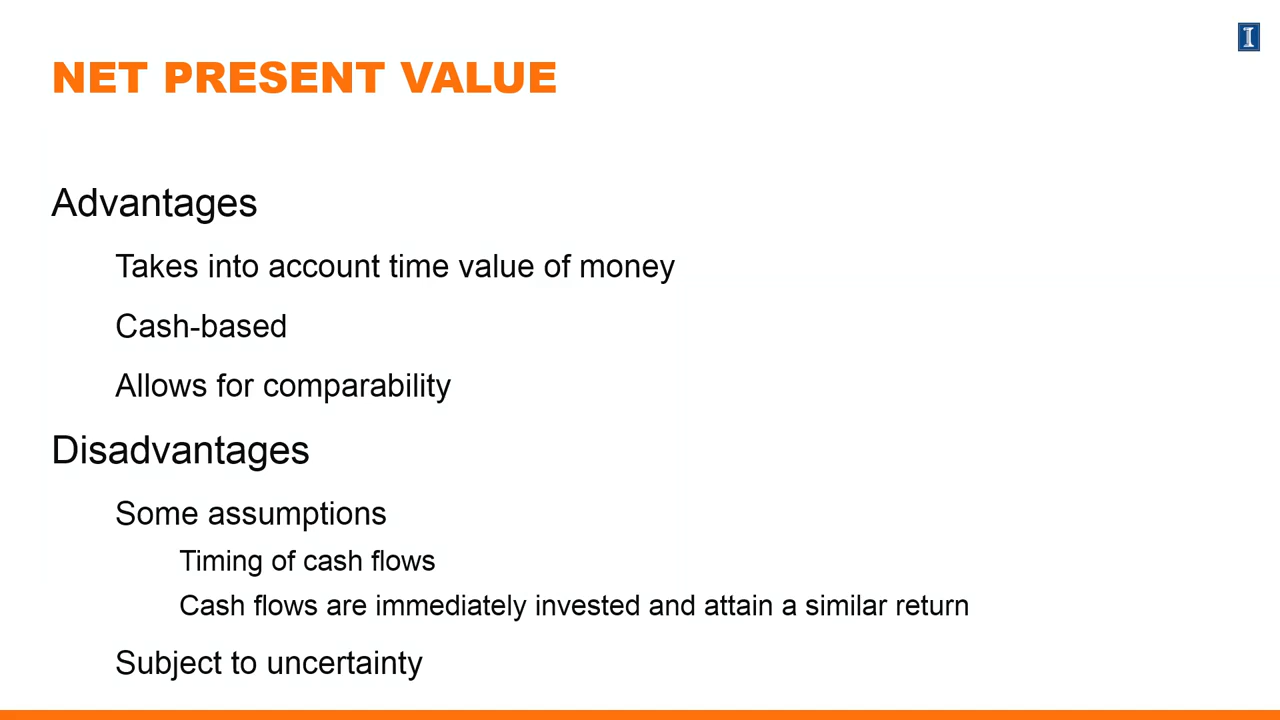 NET PRESENT VALUE
Advantages
Takes into account time value of money
Cash-based
Allows for comparability
Disadvantages
Some assumptions
Timing of cash flows
Cash flows are immediately invested and attain a similar return
Subject to uncertainty